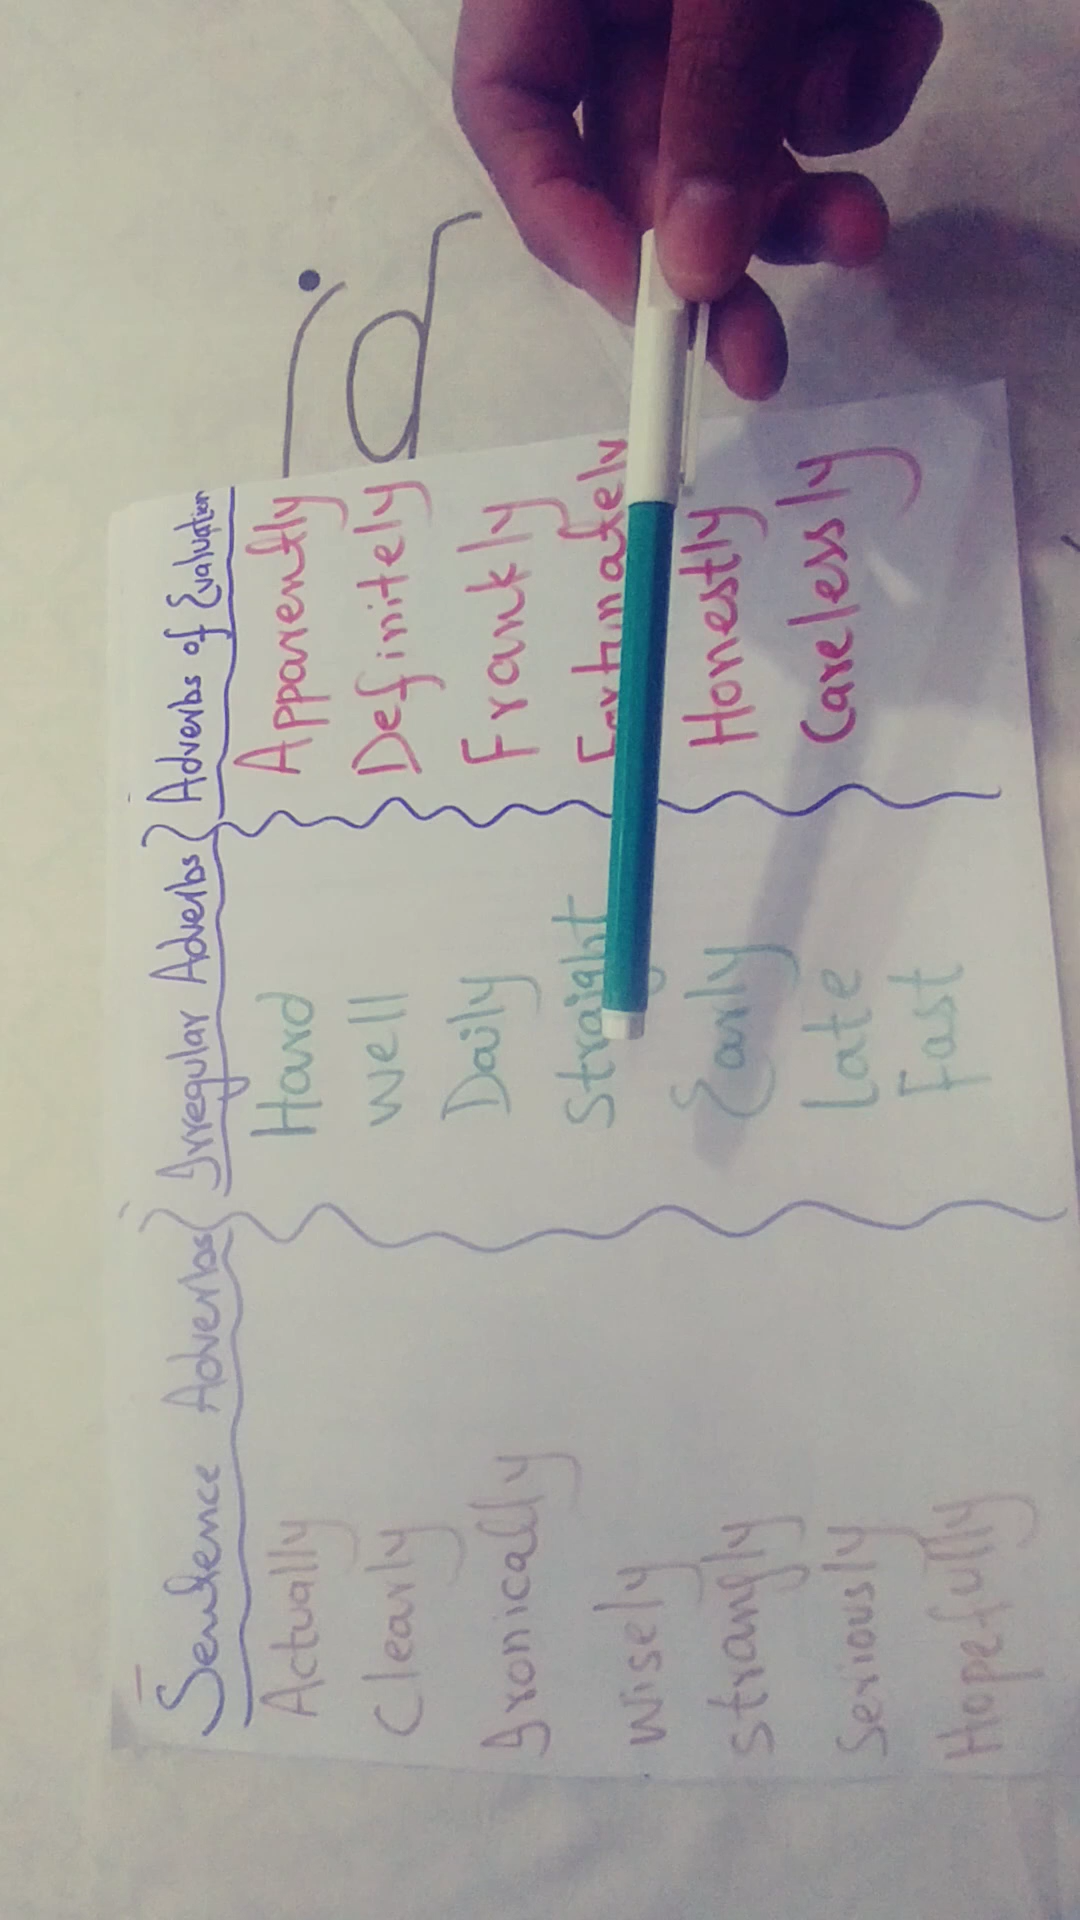 Sentence Adverbs
Actually
Clearly
Ironically
Wisely
Strangly
Seriously
Hopefully
Irregular Adverbs
Hard
Well
Daily
Straight
Early
Late
Fast
Adverbs of Evaluation
Apparently
Definitely
Frankly
Fortunately
Honestly
Carelessly